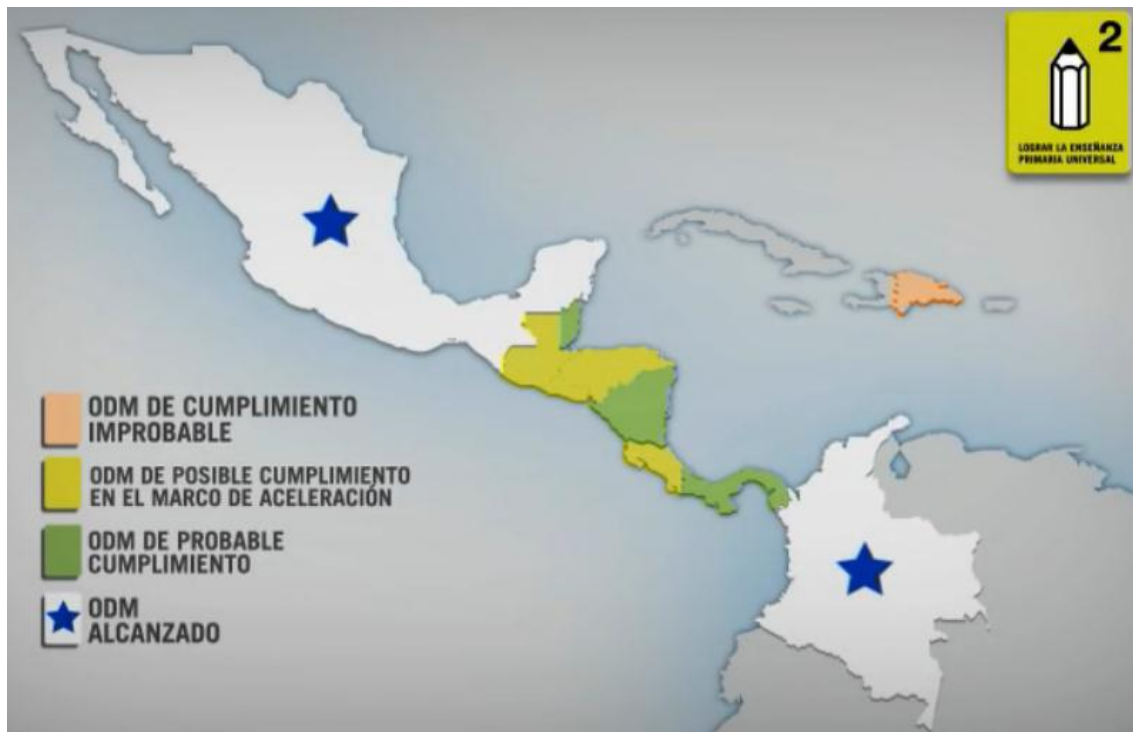 2
LOGRAR LA ENSEÑANZA
PRIMARIA UNIVERSAL
ODM DE CUMPLIMIENTO
IMPROBABLE
ODM DE POSIBLE CUMPLIMIENTO
EN EL MARCO DE ACELERACIÓN
ODM DE PROBABLE
CUMPLIMIENTO
ODM
ALCANZADO